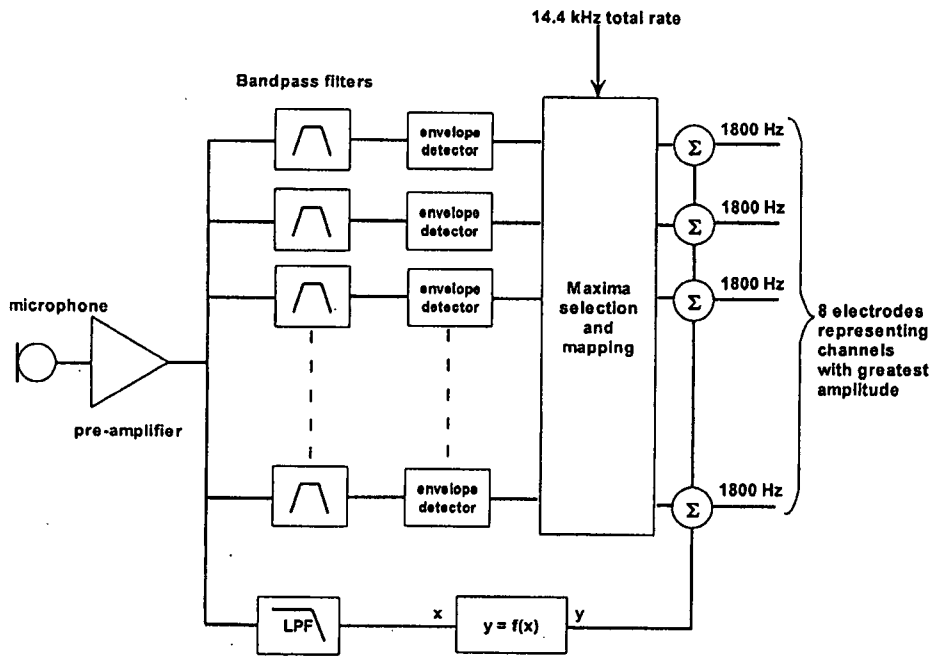 14.4 kHz total rate
Bandpass filters
envelope
detector
1800 Hz
Σ
envelope
detector
1800 Hz
Σ
envelope
detector
1800 Hz
Σ
microphone
Maxima
selection
and
mapping
8 electrodes
representing
channels
with greatest
amplitude
pre-amplifier
envelope
detector
1800 Hz
Σ
LPF
x
y = f(x)
y